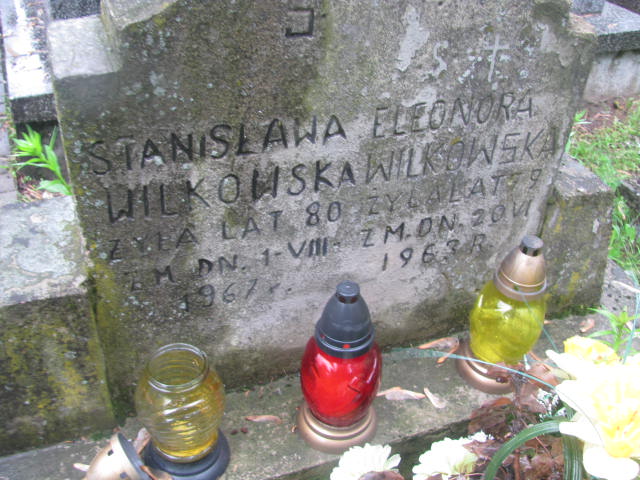 Ś†
STANISŁAWA
WILKOWSKA
ŻYŁA LAT 80
ZM. DN. 1-VIII.
1967 r.
ELEONORA
WILKOWSKA
ŻYŁA LAT 79
ZM. DN. 20 VI
1963 R.